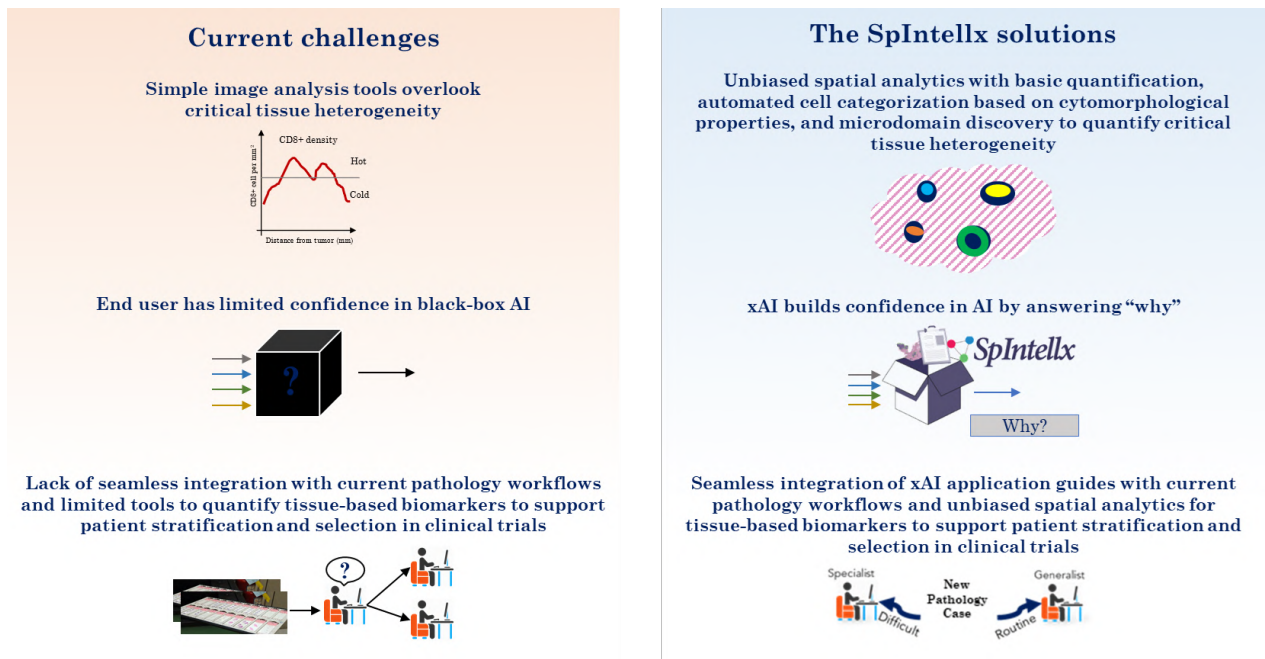 Current challenges
Simple image analysis tools overlook
critical tissue heterogeneity
CD8+ density
CD8+ cell per mm²
Hot
Cold
Distance from tumor (mm)
End user has limited confidence in black-box AI
?
Lack of seamless integration with current pathology workflows
and limited tools to quantify tissue-based biomarkers to support
patient stratification and selection in clinical trials
?
The SpIntellx solutions
Unbiased spatial analytics with basic quantification,
automated cell categorization based on cytomorphological
properties, and microdomain discovery to quantify critical
tissue heterogeneity
xAI builds confidence in AI by answering “why”
SpIntellx
Why?
Seamless integration of xAI application guides with current
pathology workflows and unbiased spatial analytics for
tissue-based biomarkers to support patient stratification and
selection in clinical trials
Specialist
New
Pathology
Case
Generalist
Difficult
Routine